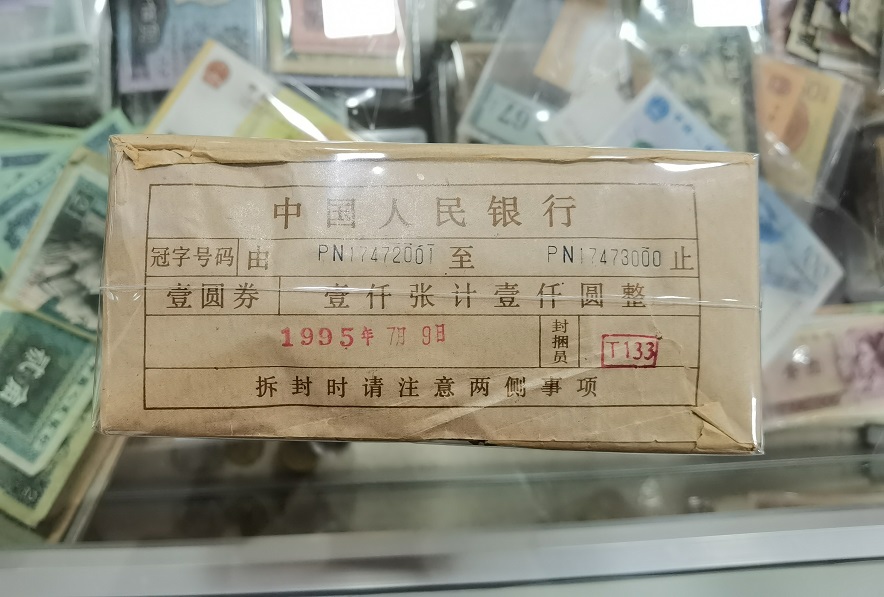 中国人民银行
冠字号码 由 PN17472001 至 PN17473000 止
壹圆券 壹仟张计壹仟圆整
1995年 7月 9日 封捆员 T133
拆封时请注意两侧事项
贰角